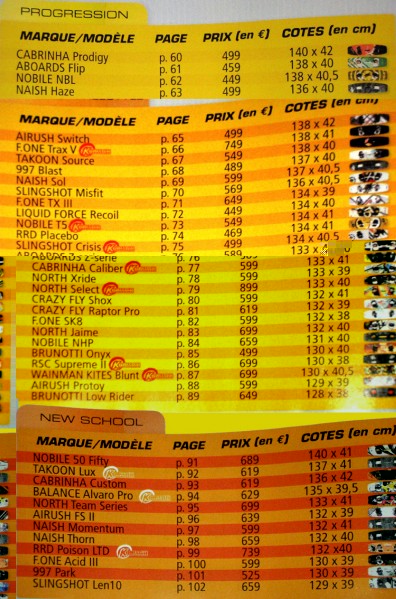 PROGRESSION
MARQUE/MODÈLE PAGE PRIX (en €) COTES (en cm)
CABRINHA Prodigy p. 60 499 140 x 42
ABOARDS Flip p. 61 459 138 x 40
NOBILE NBL p. 62 449 138 x 40,5
NAISH Haze p. 63 499 136 x 40
MARQUE/MODÈLE PAGE PRIX (en €) COTES (en cm)
AIRUSH Switch p. 65 499 138 x 42
F.ONE Trax p. 66 749 138 x 41
TAKOON Source p. 67 549 138 x 40
997 Blast p. 68 489 137 x 40
NAISH Sol p. 69 599 137 x 40,5
SLINGSHOT Misfit p. 70 569 136 x 40,5
F.ONE TX III p. 71 649 134 x 39
LIQUID FORCE Recoil p. 72 449 134 x 40
NOBILE T5 p. 73 549 134 x 41
RRD Placebo p. 74 469 134 x 41
SLINGSHOT Crisis p. 75 499 134 x 40,5
p. 76 133 x 41
CABRINHA Caliber p. 77 599 133 x 39
NORTH Xride p. 78 599 133 x 40
NORTH Select p. 79 899 132 x 41
CRAZY FLY Shox p. 80 599 132 x 39
CRAZY FLY Raptor Pro p. 81 619 132 x 38
F.ONE SK8 p. 82 599 132 x 40
NORTH Jaime p. 83 699 132 x 39
NOBILE NHP p. 84 659 131 x 40
BRUNOTTI Onyx p. 85 499 130 x 40
RSC Supreme II p. 86 699 130 x 38
WAINMAN KITES Blunt p. 87 699 130 x 40,5
AIRUSH Protoy p. 88 599 129 x 39
BRUNOTTI Low Rider p. 89 649 128 x 38
NEW SCHOOL
MARQUE/MODÈLE PAGE PRIX (en €) COTES (en cm)
NOBILE 50 Fifty p. 91 689 140 x 41
TAKOON Lux p. 92 619 137 x 41
CABRINHA Custom p. 93 619 136 x 42
BALANCE Alvaro Pro p. 94 629 135 x 39,5
NORTH Team Series p. 95 699 133 x 41
AIRUSH FS II p. 96 639 132 x 39
NAISH Momentum p. 97 599 132 x 41
NAISH Thorn p. 98 659 132 x 41
RRD Poison LTD p. 99 739 132 x40
F.ONE Acid III p. 100 599 130 x 39
997 Park p. 101 525 130 x 39
SLINGSHOT Len10 p. 102 659 129 x 39